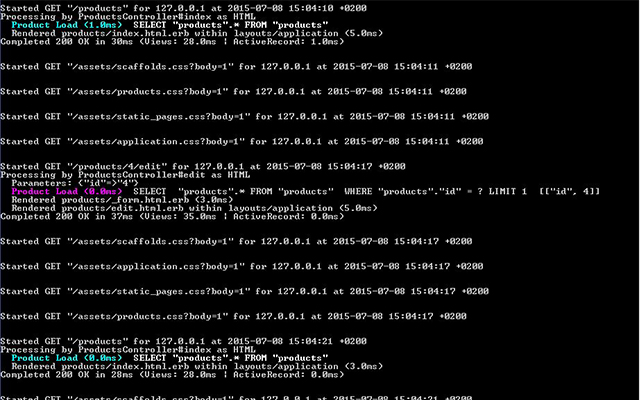 Started GET "/products" for 127.0.0.1 at 2015-07-08 15:04:10 +0200
Processing by ProductsController#index as HTML
Product Load (1.0ms) SELECT "products".* FROM "products"
Rendered products/index.html.erb within layouts/application (5.0ms)
Completed 200 OK in 30ms (Views: 28.0ms | ActiveRecord: 1.0ms)
Started GET "/assets/scaffolds.css?body=1" for 127.0.0.1 at 2015-07-08 15:04:11 +0200
Started GET "/assets/products.css?body=1" for 127.0.0.1 at 2015-07-08 15:04:11 +0200
Started GET "/assets/static_pages.css?body=1" for 127.0.0.1 at 2015-07-08 15:04:11 +0200
Started GET "/assets/application.css?body=1" for 127.0.0.1 at 2015-07-08 15:04:11 +0200
Started GET "/products/4/edit" for 127.0.0.1 at 2015-07-08 15:04:17 +0200
Processing by ProductsController#edit as HTML
Parameters: {"id"=>"4"}
Product Load (0.0ms) SELECT "products".* FROM "products" WHERE "products"."id" = ? LIMIT 1 [["id", 4]]
Rendered products/_form.html.erb (3.0ms)
Rendered products/edit.html.erb within layouts/application (5.0ms)
Completed 200 OK in 37ms (Views: 35.0ms | ActiveRecord: 0.0ms)
Started GET "/assets/scaffolds.css?body=1" for 127.0.0.1 at 2015-07-08 15:04:17 +0200
Started GET "/assets/application.css?body=1" for 127.0.0.1 at 2015-07-08 15:04:17 +0200
Started GET "/assets/static_pages.css?body=1" for 127.0.0.1 at 2015-07-08 15:04:17 +0200
Started GET "/assets/products.css?body=1" for 127.0.0.1 at 2015-07-08 15:04:17 +0200
Started GET "/products" for 127.0.0.1 at 2015-07-08 15:04:21 +0200
Processing by ProductsController#index as HTML
Product Load (0.0ms) SELECT "products".* FROM "products"
Rendered products/index.html.erb within layouts/application (3.0ms)
Completed 200 OK in 28ms (Views: 28.0ms | ActiveRecord: 0.0ms)
Started GET "/assets/scaffolds.css?body=1" for 127.0.0.1 at 2015-07-08 15:04:21 +0200